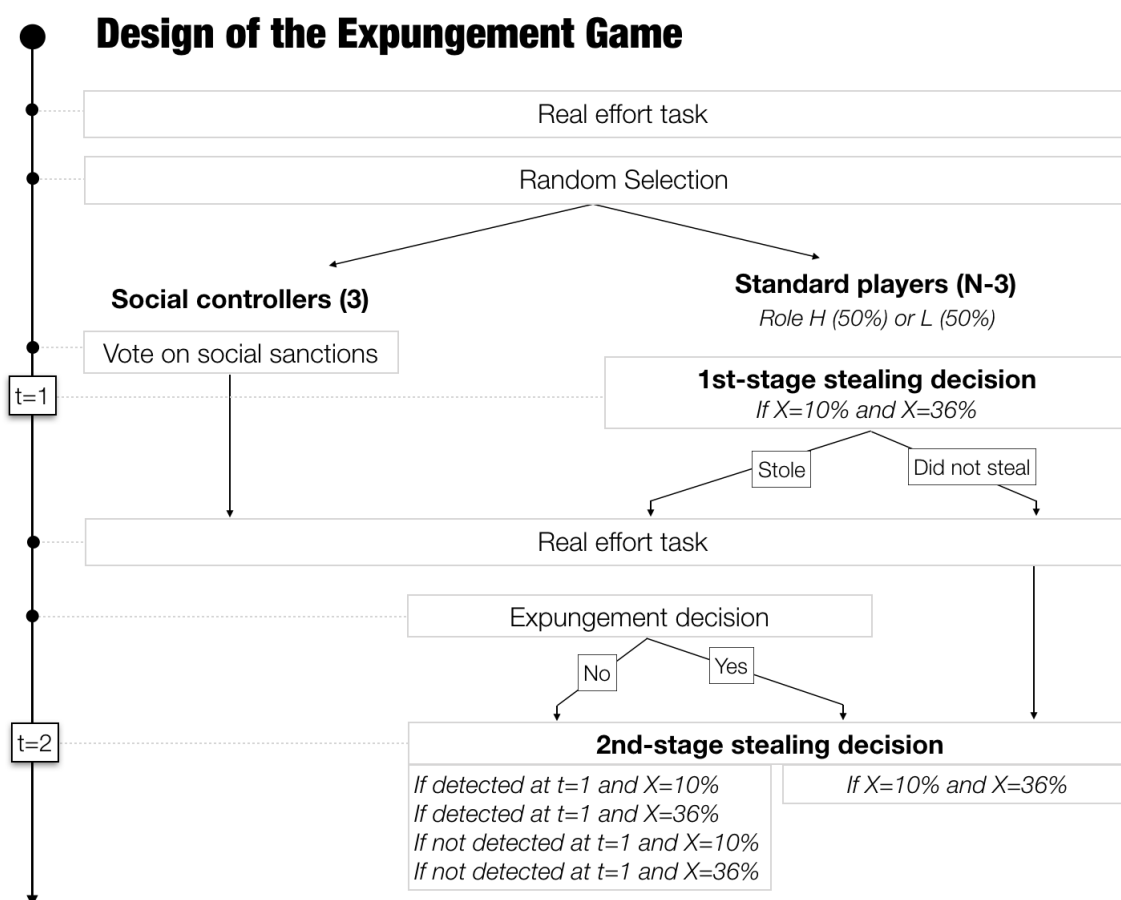 Design of the Expungement Game
Real effort task
Random Selection
Social controllers (3)
Standard players (N-3)
Role H (50%) or L (50%)
Vote on social sanctions
t=1
1st-stage stealing decision
If X=10% and X=36%
Stole
Did not steal
Real effort task
Expungement decision
No
Yes
t=2
2nd-stage stealing decision
If detected at t=1 and X=10%
If detected at t=1 and X=36%
If not detected at t=1 and X=10%
If not detected at t=1 and X=36%
If X=10% and X=36%